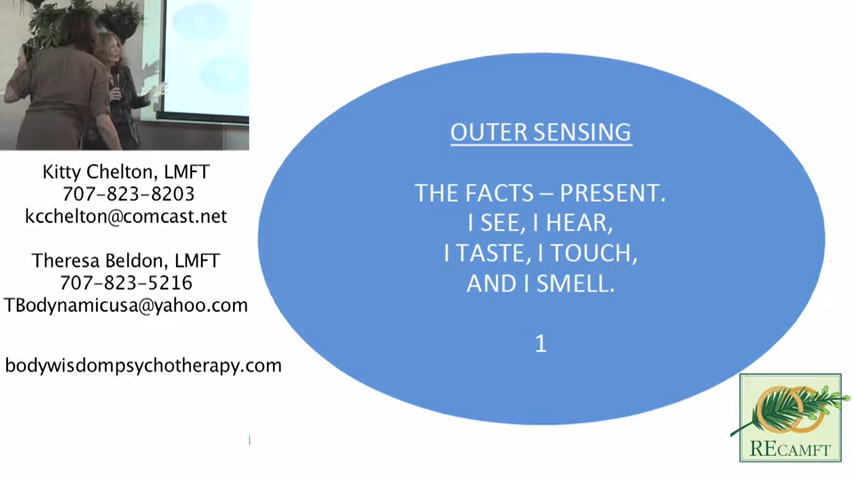 Kitty Chelton, LMFT
707-823-8203
kcchelton@comcast.net
Theresa Beldon, LMFT
707-823-5216
TBodynamicusa@yahoo.com
bodywisdompsychotherapy.com
OUTER SENSING
THE FACTS – PRESENT.
I SEE, I HEAR,
I TASTE, I TOUCH,
AND I SMELL.
1
RECAMFT